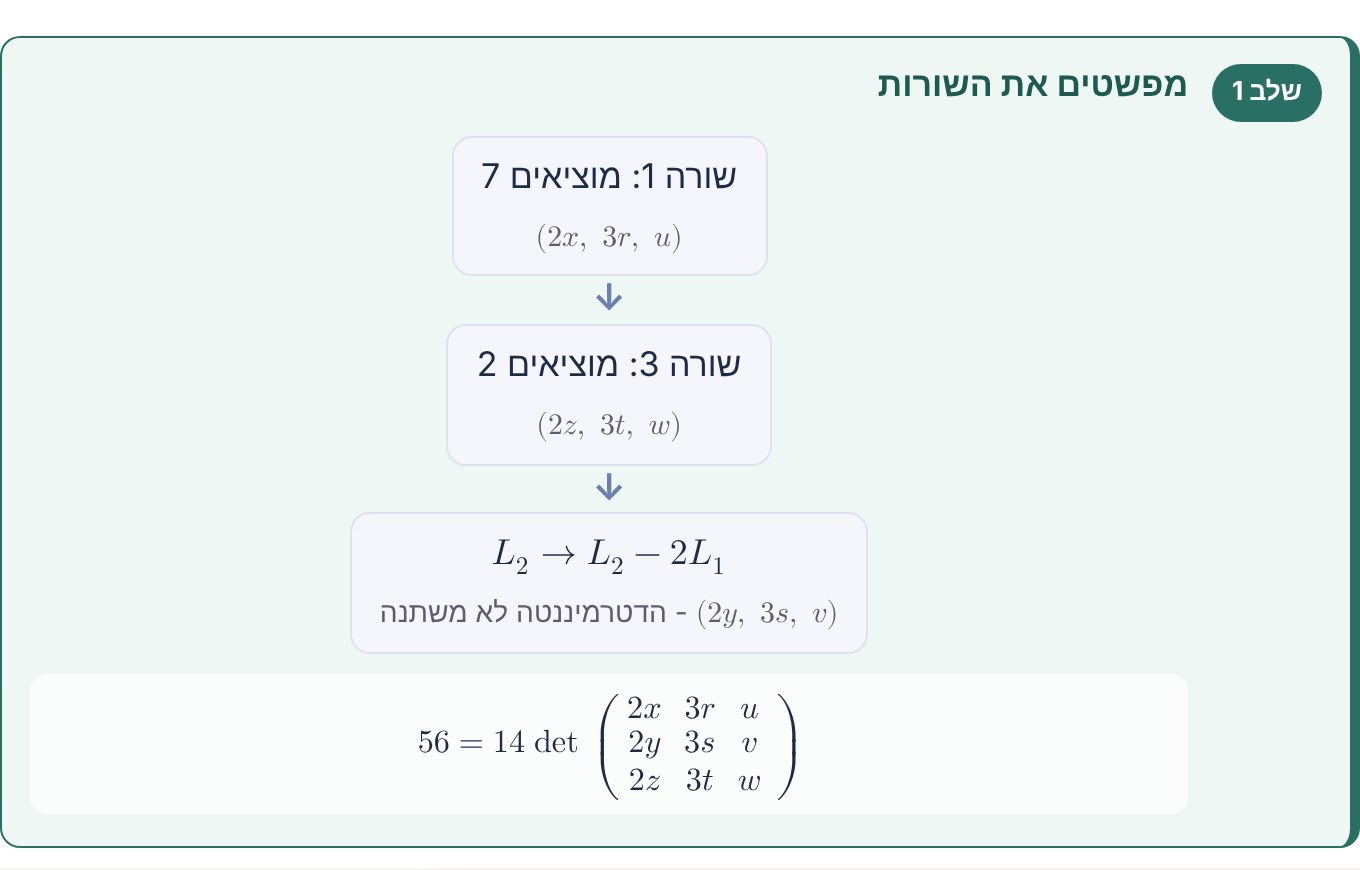 שלב 1
מפשטים את השורות
שורה 1: מוציאים 7
(2x, 3r, u)
↓
שורה 3: מוציאים 2
(2z, 3t, w)
↓
L₂ → L₂ − 2L₁
(2y, 3s, v) - הדטרמיננטה לא משתנה
56 = 14 det
2x 3r u
2y 3s v
2z 3t w